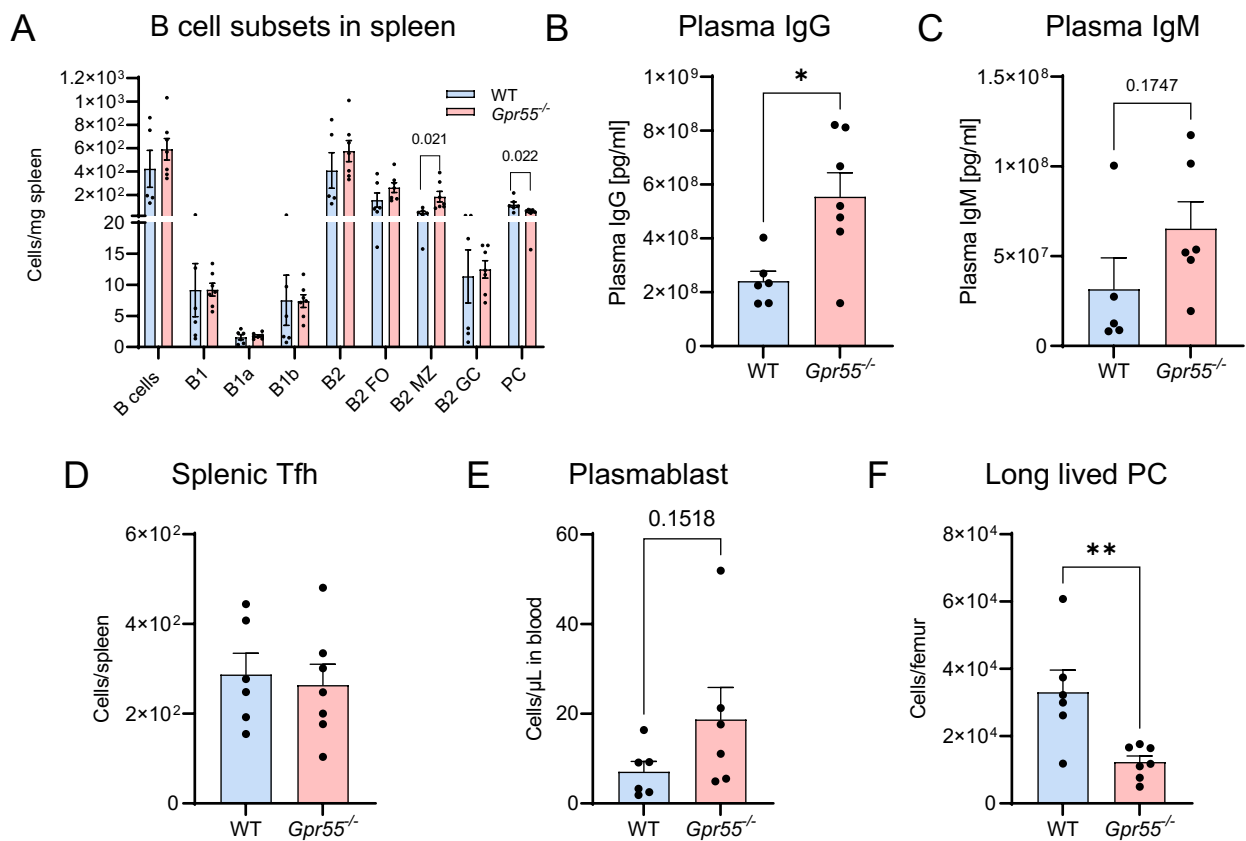 A
B cell subsets in spleen
Cells/mg spleen
1.2×10³
1×10³
8×10²
6×10²
4×10²
2×10²
20
15
10
5
0
WT
Gpr55⁻/⁻
0.021
0.022
B cells
B1
B1a
B1b
B2
B2 FO
B2 MZ
B2 GC
PC
B
Plasma IgG
Plasma IgG [pg/ml]
1×10⁹
8×10⁸
6×10⁸
4×10⁸
2×10⁸
0
*
WT
Gpr55⁻/⁻
C
Plasma IgM
Plasma IgM [pg/ml]
1.5×10⁸
1×10⁸
5×10⁷
0
0.1747
WT
Gpr55⁻/⁻
D
Splenic Tfh
Cells/spleen
6×10²
4×10²
2×10²
0
WT
Gpr55⁻/⁻
E
Plasmablast
Cells/µL in blood
60
40
20
0
0.1518
WT
Gpr55⁻/⁻
F
Long lived PC
Cells/femur
8×10⁴
6×10⁴
4×10⁴
2×10⁴
0
**
WT
Gpr55⁻/⁻